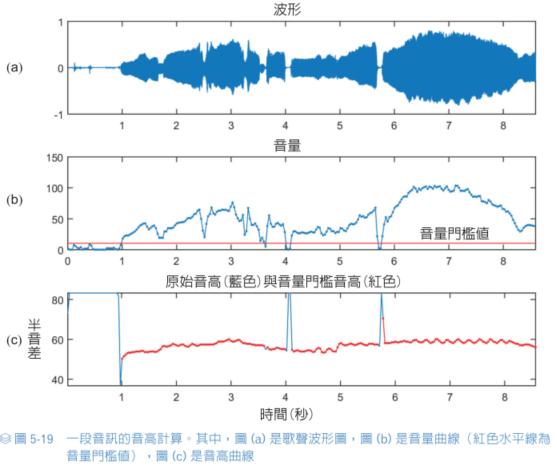 波形
1
(a)
0
-1
1 2 3 4 5 6 7 8
音量
150
100
(b)
50
音量門檻值
0
0 1 2 3 4 5 6 7 8
原始音高(藍色)與音量門檻音高(紅色)
80
(c)
半音差
60
40
1 2 3 4 5 6 7 8
時間(秒)
圖 5-19 一段音訊的音高計算。其中,圖 (a) 是歌聲波形圖,圖 (b) 是音量曲線(紅色水平線為
音量門檻值),圖 (c) 是音高曲線